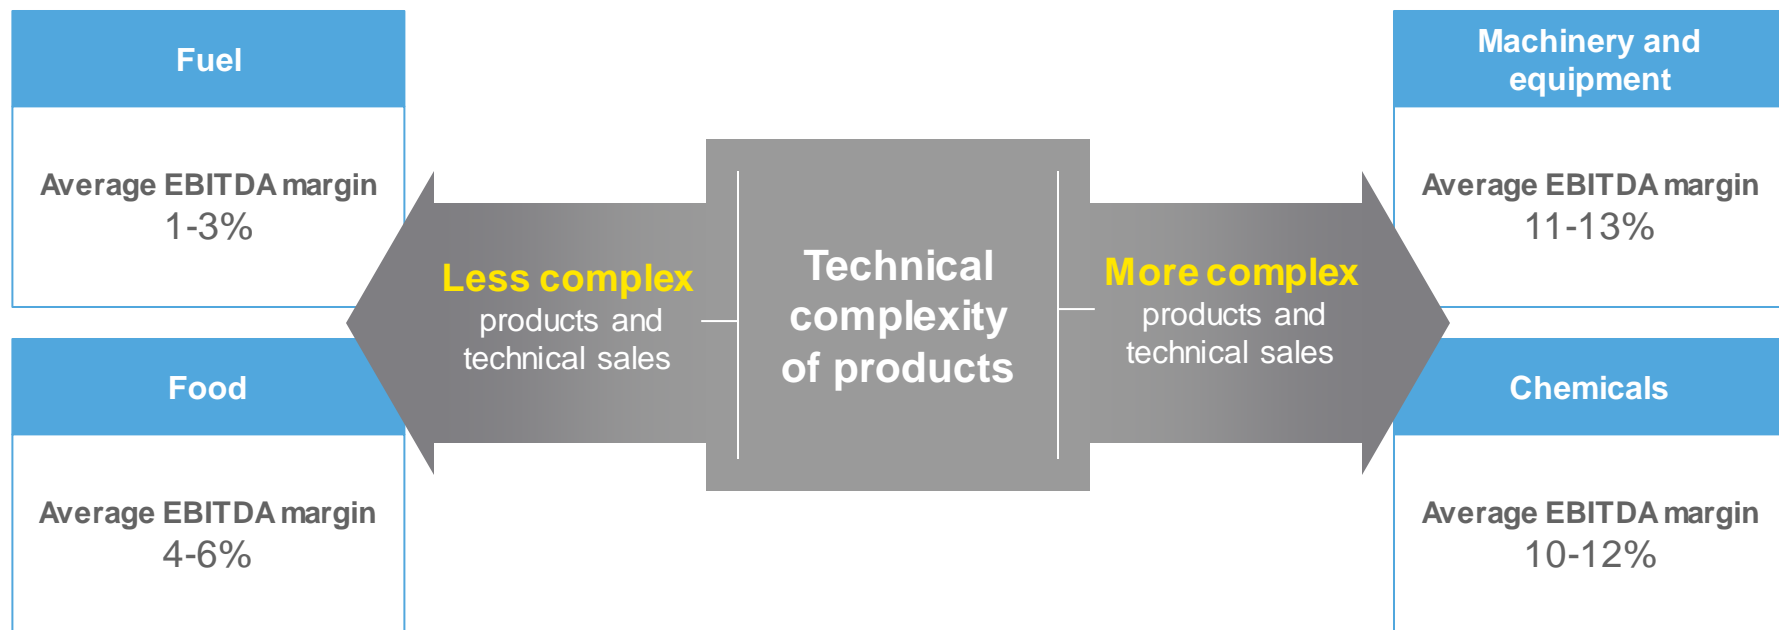 Fuel
Average EBITDA margin
1-3%
Food
Average EBITDA margin
4-6%
Less complex
products and
technical sales
Technical
complexity
of products
More complex
products and
technical sales
Machinery and
equipment
Average EBITDA margin
11-13%
Chemicals
Average EBITDA margin
10-12%